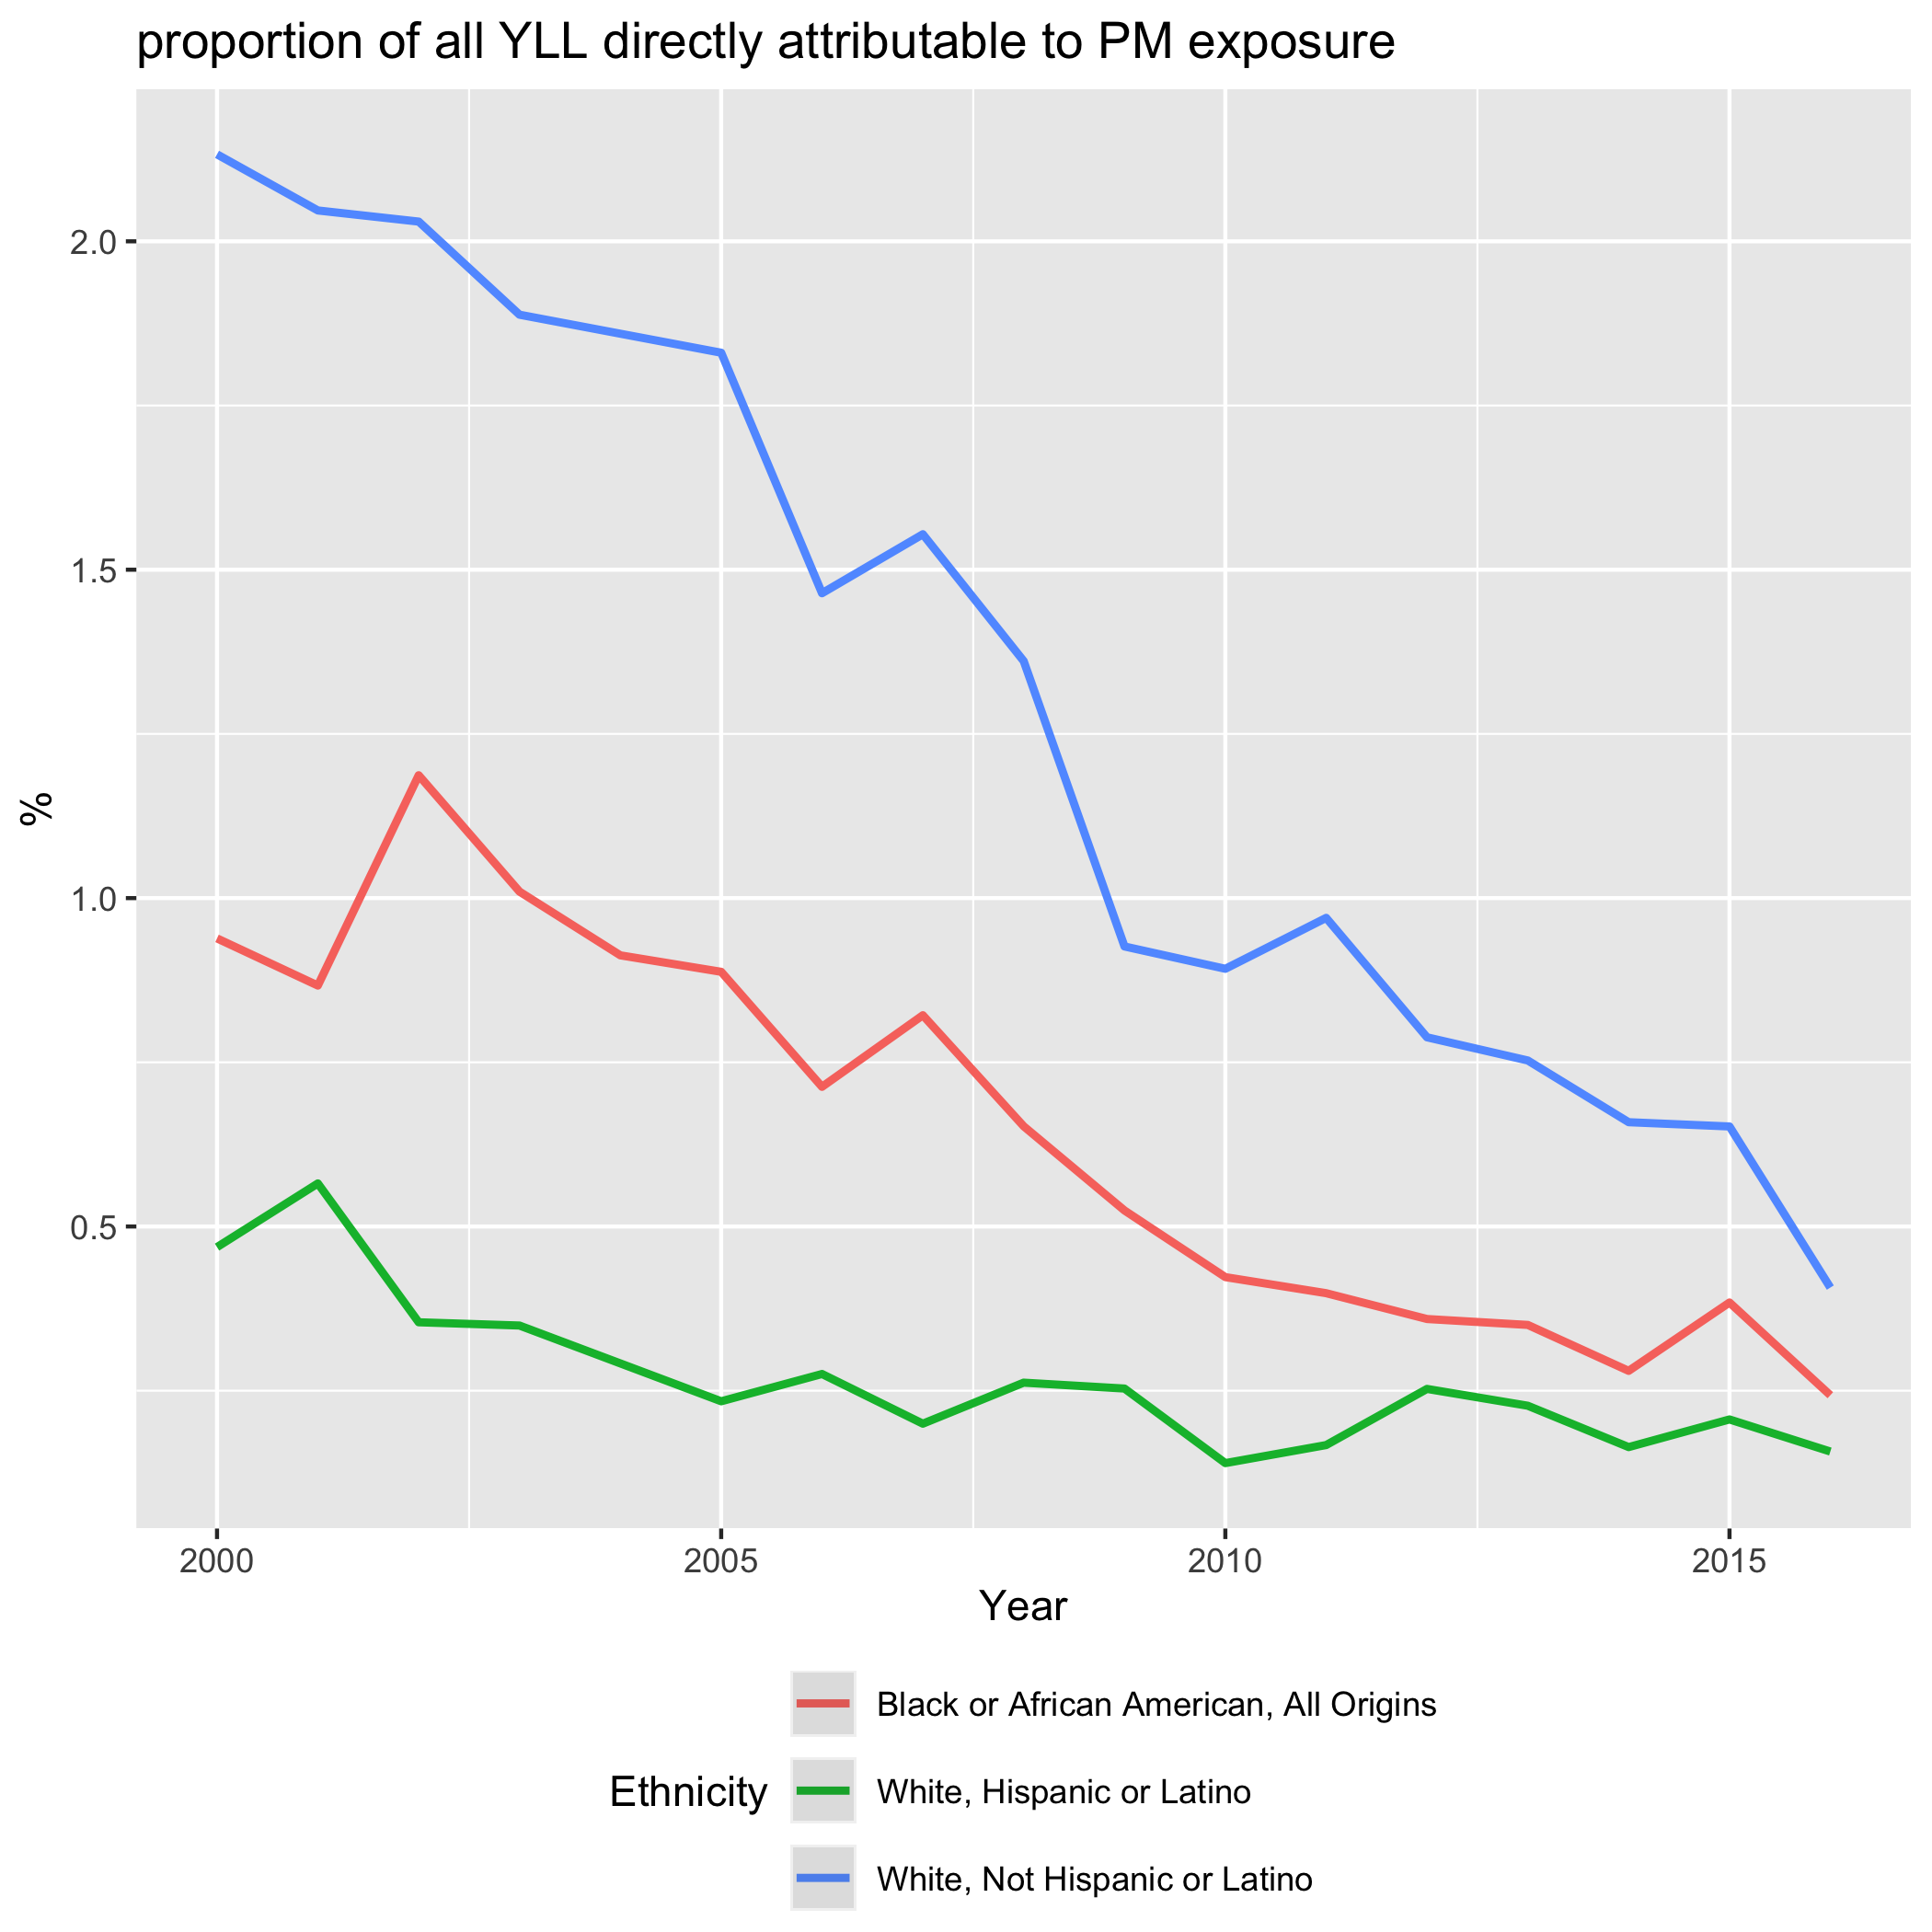 proportion of all YLL directly attributable to PM exposure
2.0
1.5
1.0
0.5
%
2000 2005 2010 2015
Year
Ethnicity
Black or African American, All Origins
White, Hispanic or Latino
White, Not Hispanic or Latino